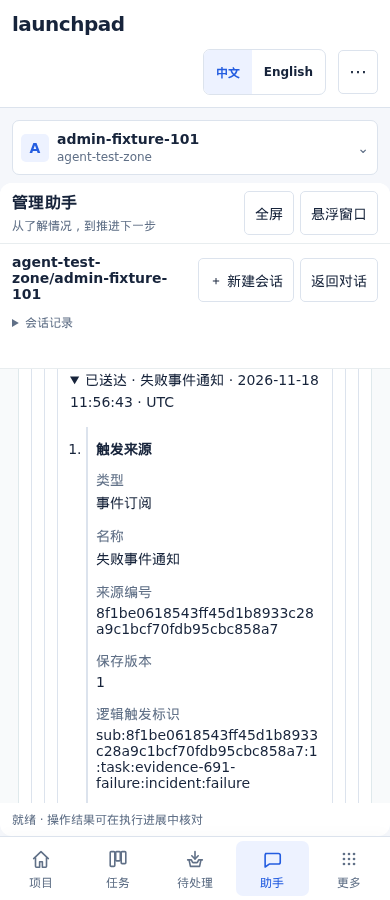 launchpad
中文
English
...
A
admin-fixture-101
agent-test-zone
管理助手
从了解情况，到推进下一步
全屏
悬浮窗口
agent-test-
zone/admin-fixture-
101
+ 新建会话
返回对话
▶ 会话记录
▼ 已送达 · 失败事件通知 · 2026-11-18
11:56:43 · UTC
1. 触发来源
类型
事件订阅
名称
失败事件通知
来源编号
8f1be0618543ff45d1b8933c28
a9c1bcf70fdb95cbc858a7
保存版本
1
逻辑触发标识
sub:8f1be0618543ff45d1b8933
c28a9c1bcf70fdb95cbc858a7:1
:task:evidence-691-
failure:incident:failure
就绪 · 操作结果可在执行进展中核对
项目
任务
待处理
助手
更多